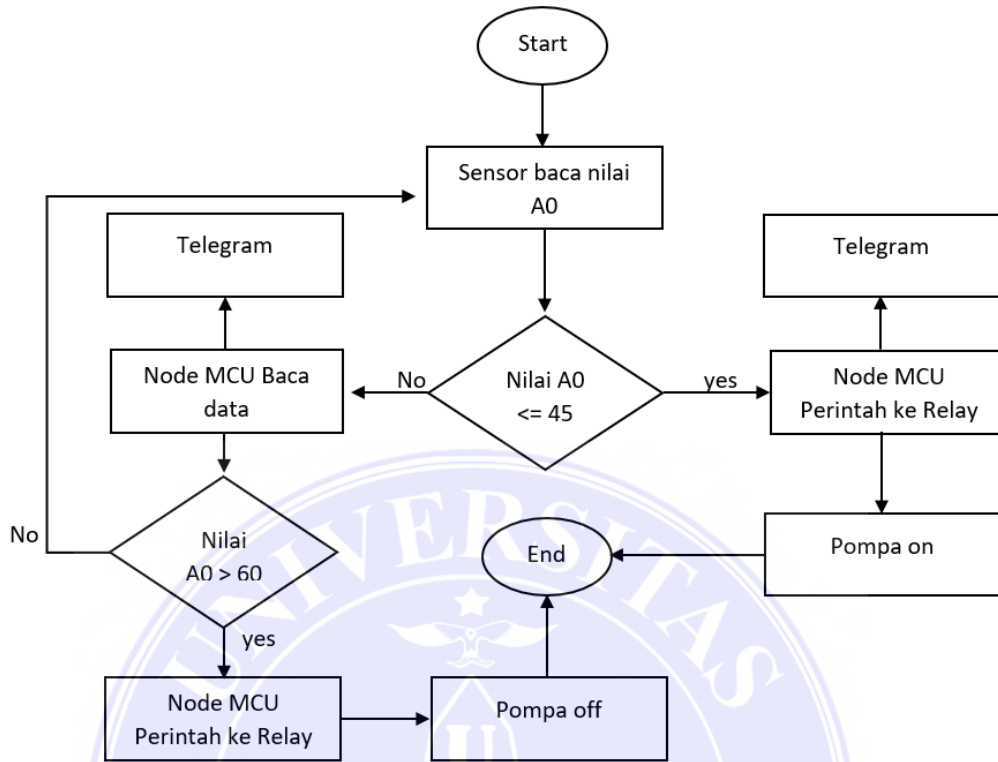 Start
Sensor baca nilai
A0
Telegram
Telegram
Node MCU Baca
data
No
Nilai A0
<= 45
yes
Node MCU
Perintah ke Relay
No
Nilai
A0 > 60
End
Pompa on
yes
Node MCU
Perintah ke Relay
Pompa off
UNIVERSITAS
U